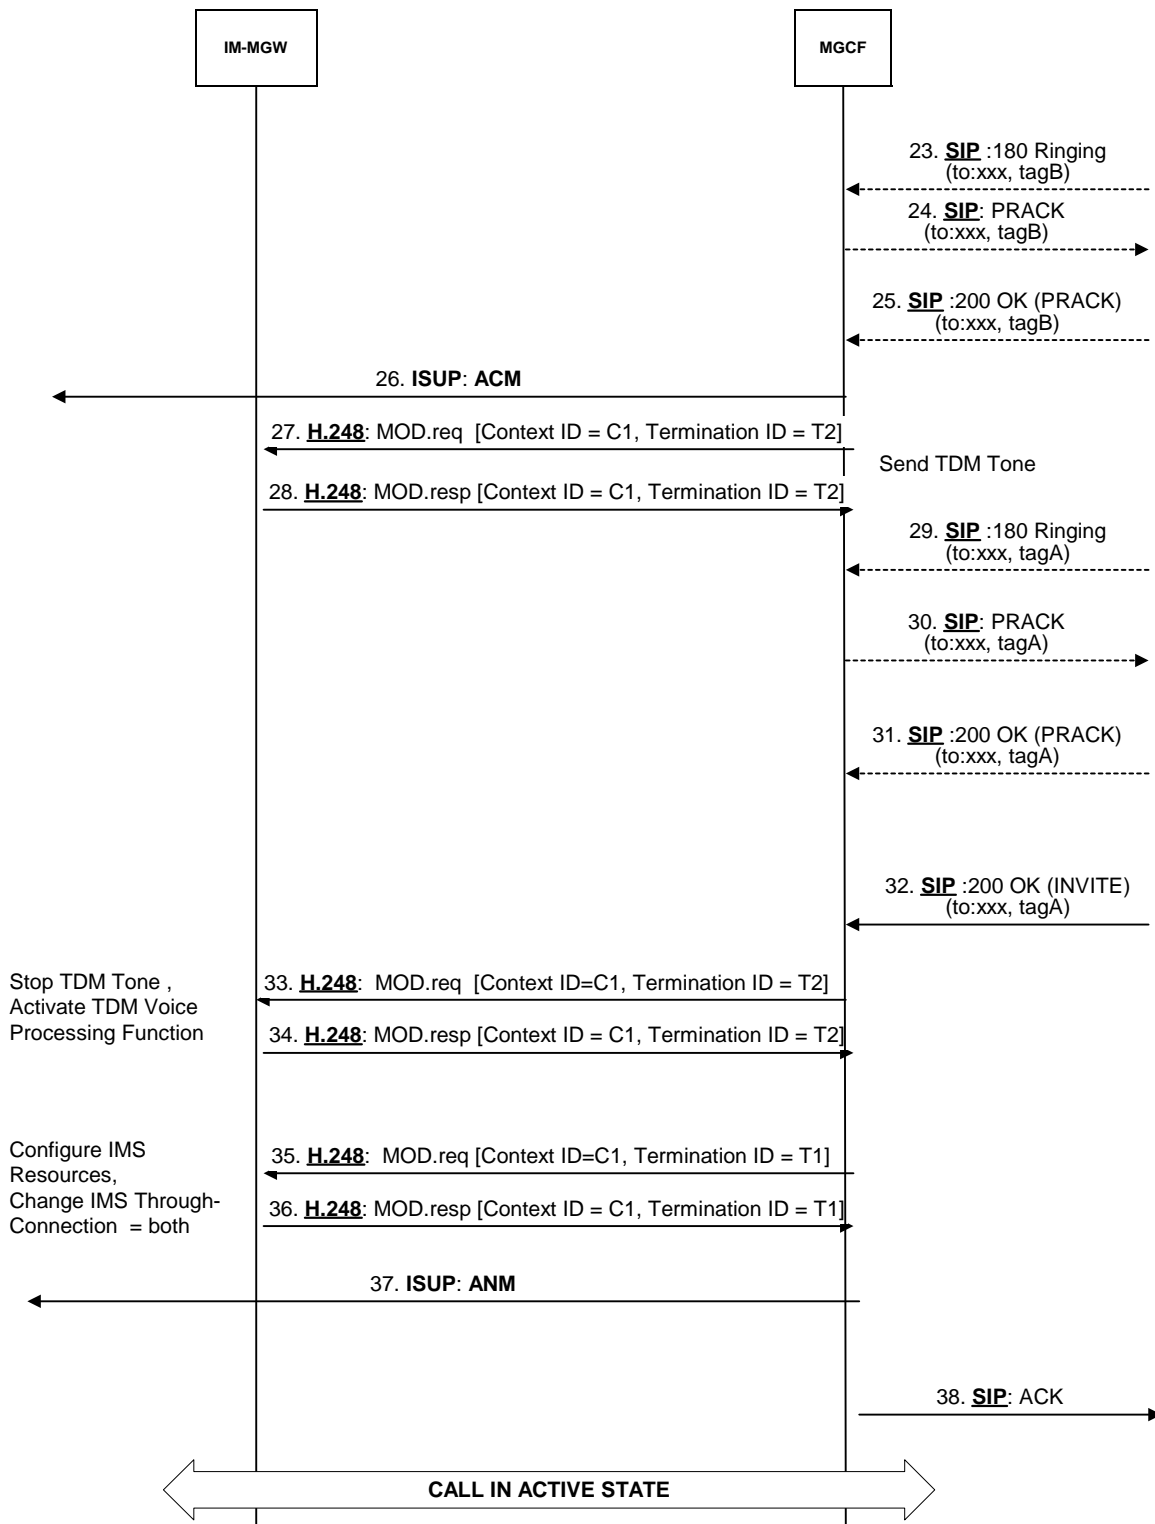 IM-MGW
MGCF
23. SIP :180 Ringing
(to:xxx, tagB)
24. SIP: PRACK
(to:xxx, tagB)
25. SIP :200 OK (PRACK)
(to:xxx, tagB)
26. ISUP: ACM
27. H.248: MOD.req [Context ID = C1, Termination ID = T2]
Send TDM Tone
28. H.248: MOD.resp [Context ID = C1, Termination ID = T2]
29. SIP :180 Ringing
(to:xxx, tagA)
30. SIP: PRACK
(to:xxx, tagA)
31. SIP :200 OK (PRACK)
(to:xxx, tagA)
32. SIP :200 OK (INVITE)
(to:xxx, tagA)
Stop TDM Tone ,
Activate TDM Voice
Processing Function
33. H.248: MOD.req [Context ID=C1, Termination ID = T2]
34. H.248: MOD.resp [Context ID = C1, Termination ID = T2]
Configure IMS
Resources,
Change IMS Through-
Connection = both
35. H.248: MOD.req [Context ID=C1, Termination ID = T1]
36. H.248: MOD.resp [Context ID = C1, Termination ID = T1]
37. ISUP: ANM
38. SIP: ACK
CALL IN ACTIVE STATE